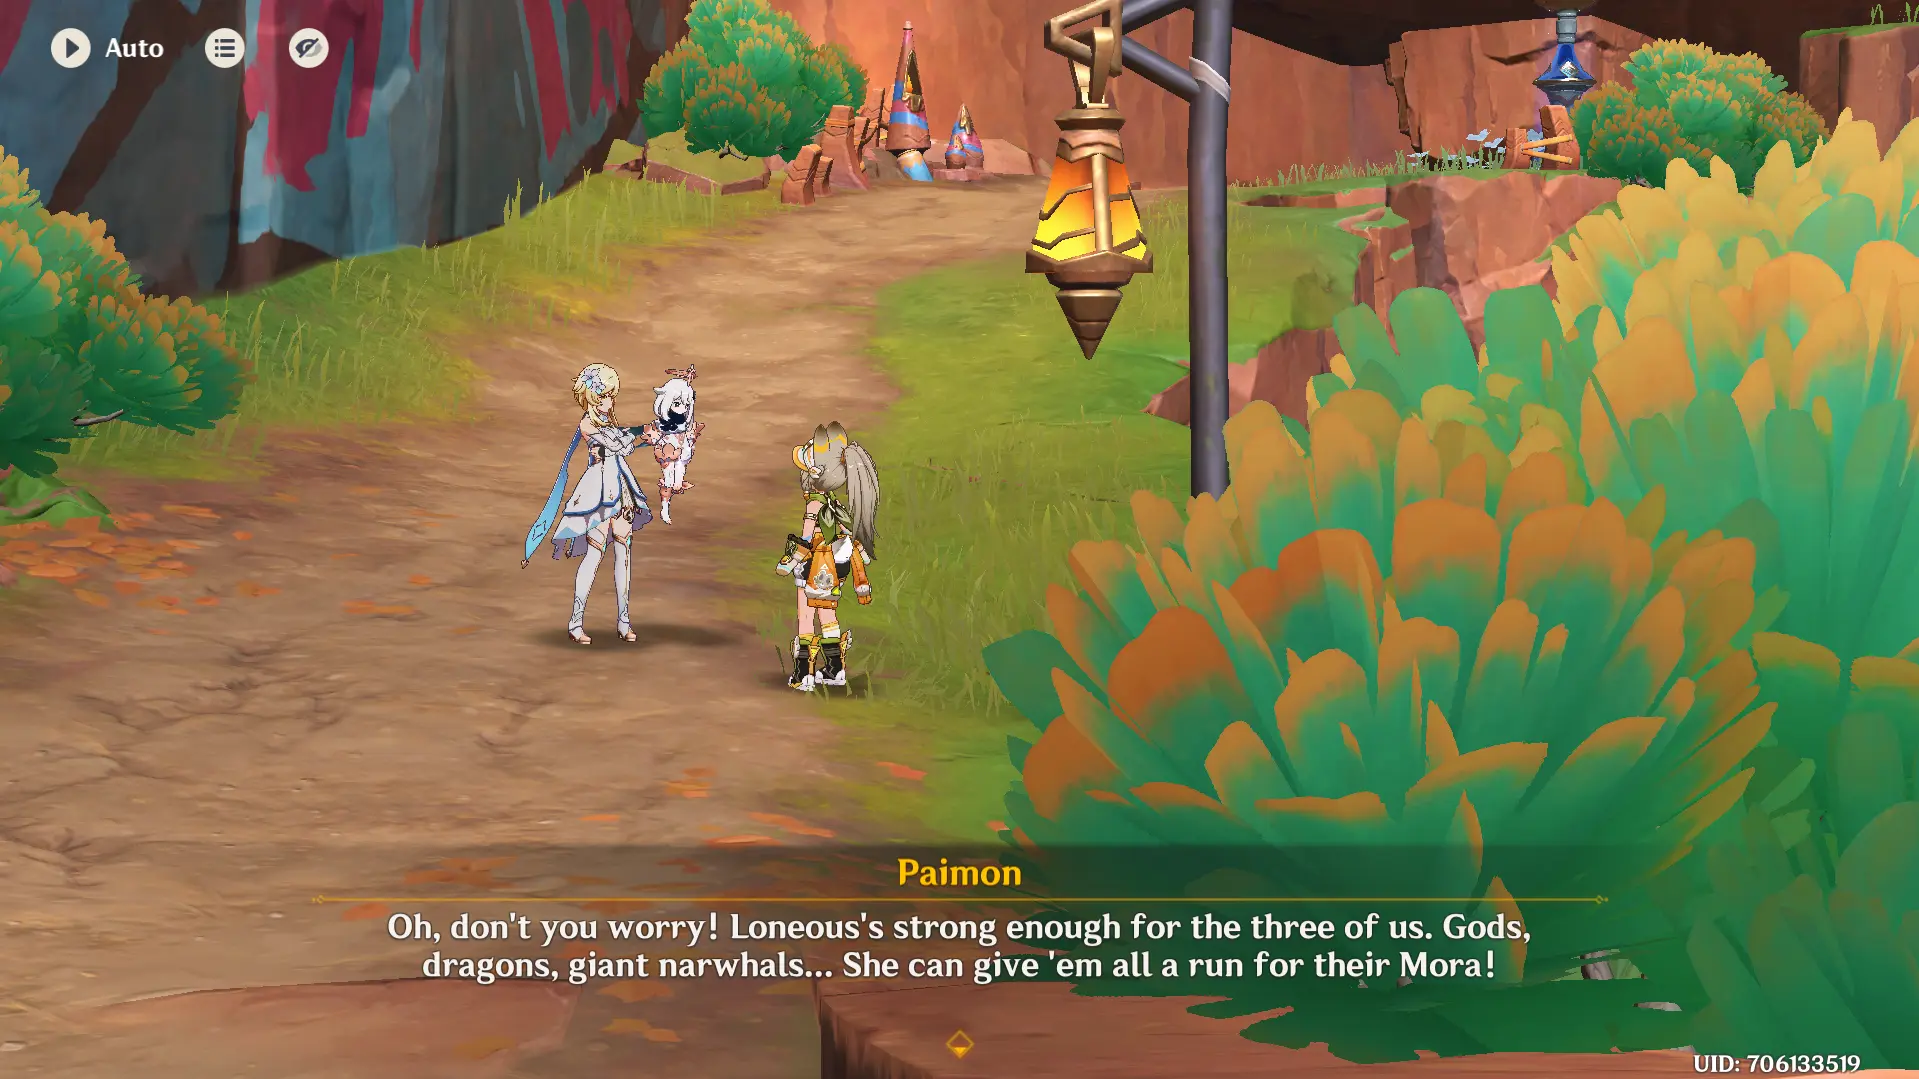 Auto
Paimon
Oh, don't you worry! Loneous's strong enough for the three of us. Gods,
dragons, giant narwhals... She can give 'em all a run for their Mora!
UID: 706133519